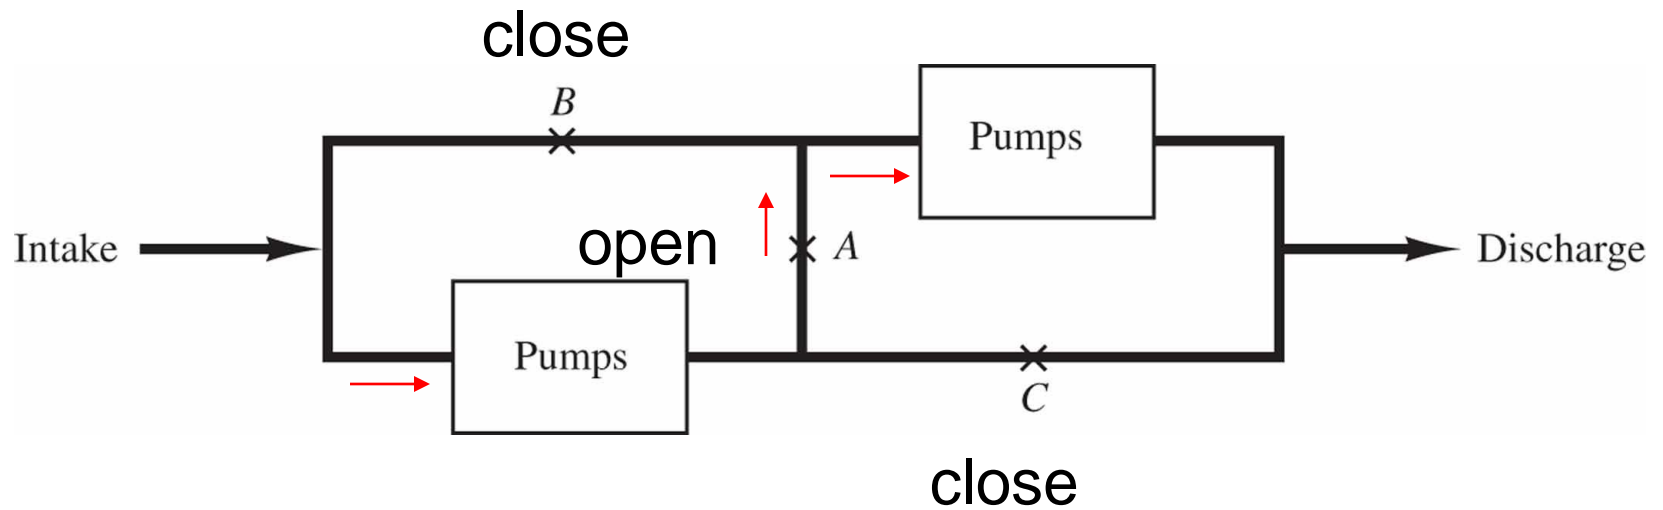 close
B
Pumps
Intake
open
A
Discharge
Pumps
C
close